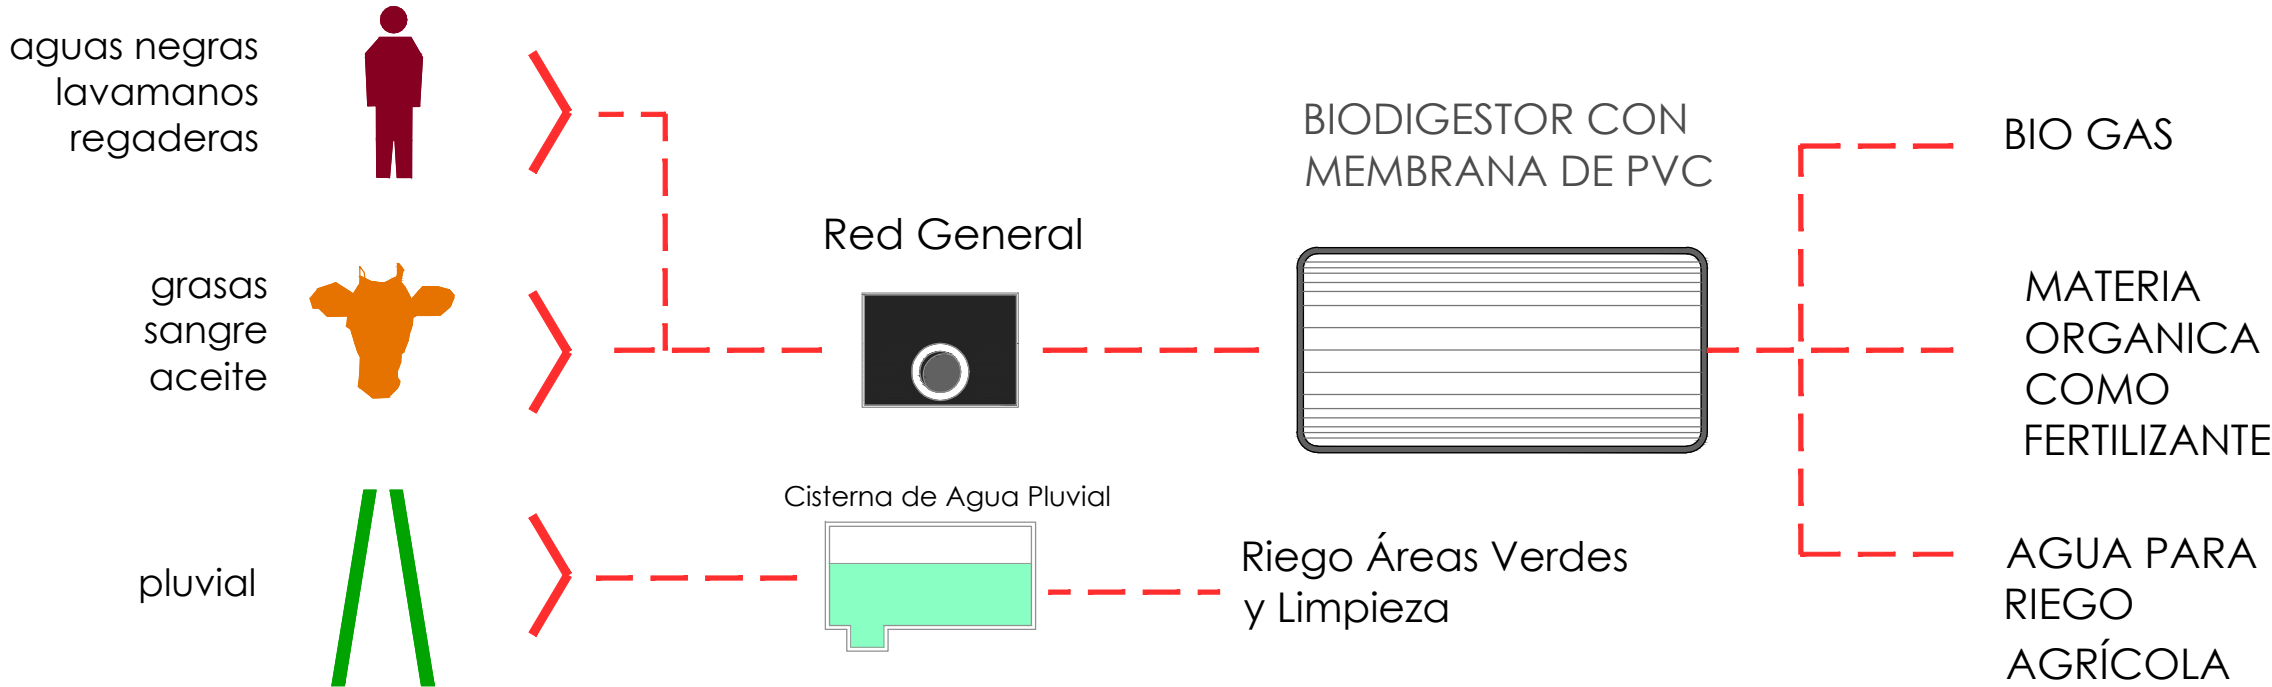 aguas negras
lavamanos
regaderas
grasas
sangre
aceite
pluvial
Red General
Cisterna de Agua Pluvial
Riego Áreas Verdes
y Limpieza
BIODIGESTOR CON
MEMBRANA DE PVC
BIO GAS
MATERIA
ORGANICA
COMO
FERTILIZANTE
AGUA PARA
RIEGO
AGRÍCOLA